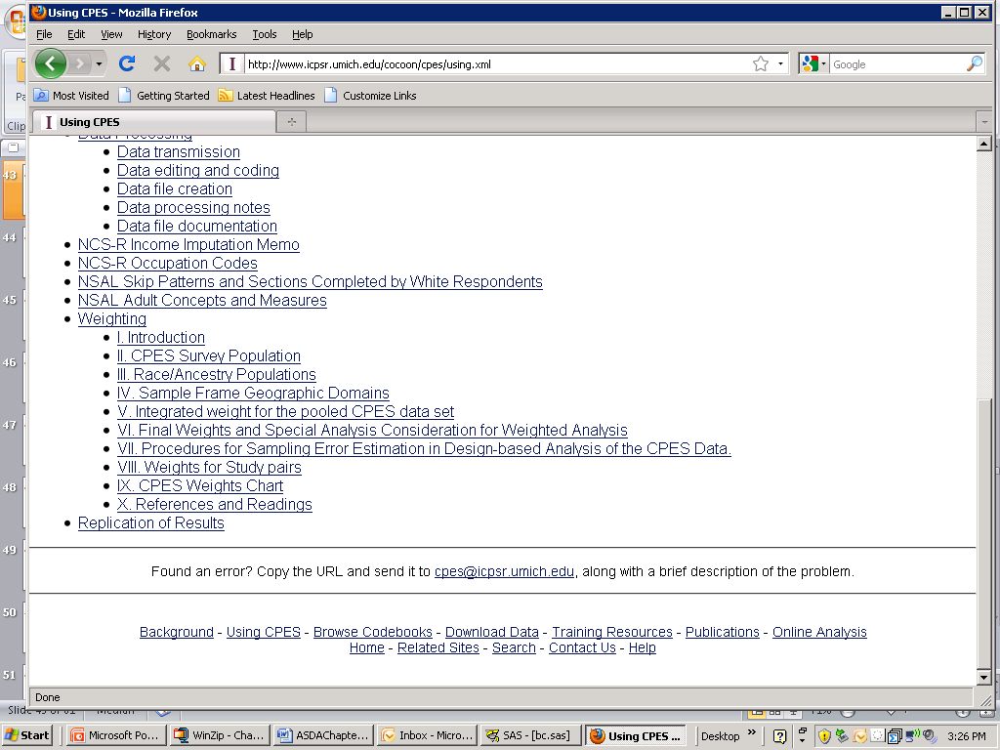 Using CPES - Mozilla Firefox
File Edit View History Bookmarks Tools Help
http://www.icpsr.umich.edu/cocoon/cpes/using.xml
Google
Most Visited Getting Started Latest Headlines Customize Links
Using CPES
Data Processing
Data transmission
Data editing and coding
Data file creation
Data processing notes
Data file documentation
NCS-R Income Imputation Memo
NCS-R Occupation Codes
NSAL Skip Patterns and Sections Completed by White Respondents
NSAL Adult Concepts and Measures
Weighting
I. Introduction
II. CPES Survey Population
III. Race/Ancestry Populations
IV. Sample Frame Geographic Domains
V. Integrated weight for the pooled CPES data set
VI. Final Weights and Special Analysis Consideration for Weighted Analysis
VII. Procedures for Sampling Error Estimation in Design-based Analysis of the CPES Data.
VIII. Weights for Study pairs
IX. CPES Weights Chart
X. References and Readings
Replication of Results
Found an error? Copy the URL and send it to cpes@icpsr.umich.edu, along with a brief description of the problem.
Background - Using CPES - Browse Codebooks - Download Data - Training Resources - Publications - Online Analysis
Home - Related Sites - Search - Contact Us - Help
Done
Pa
Clip
43
44
45
46
47
48
49
50
51
Start Microsoft Po... WinZip - Cha... ASDAChapte... Inbox - Micro... SAS - [bc.sas] Using CPES ... Desktop » 3:26 PM